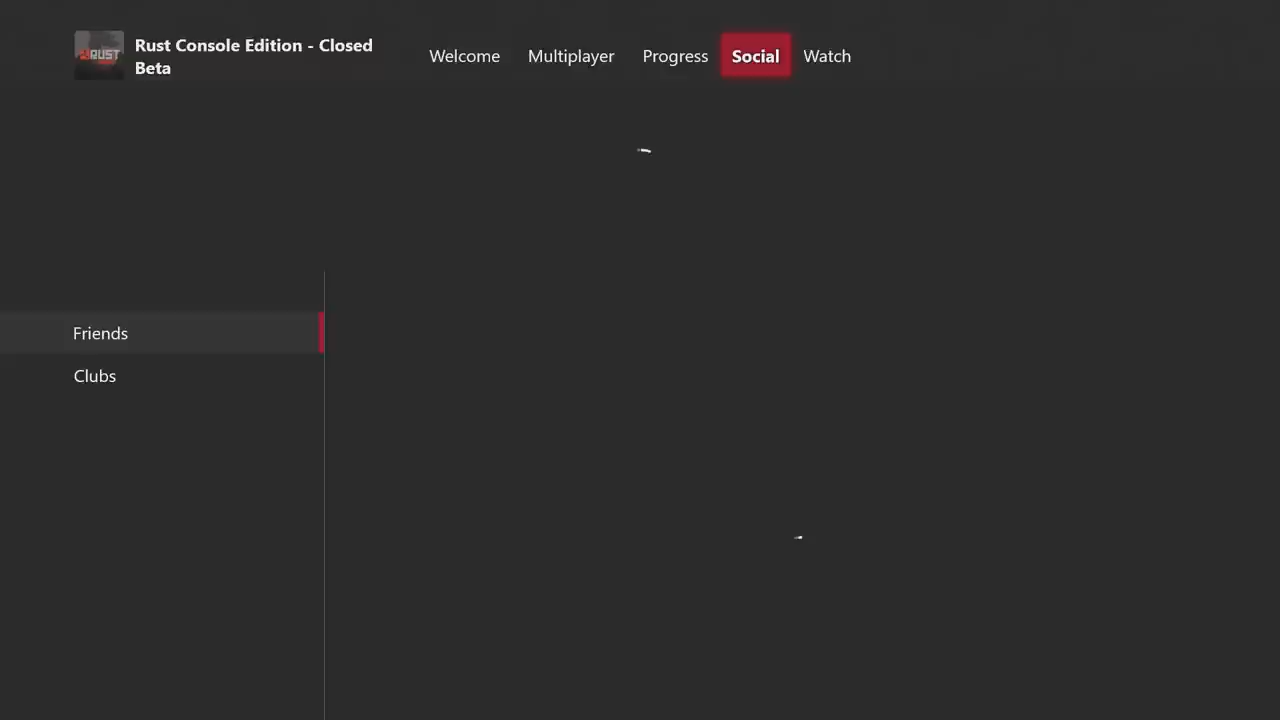 RUST
Rust Console Edition - Closed
Beta
Welcome
Multiplayer
Progress
Social
Watch
Friends
Clubs